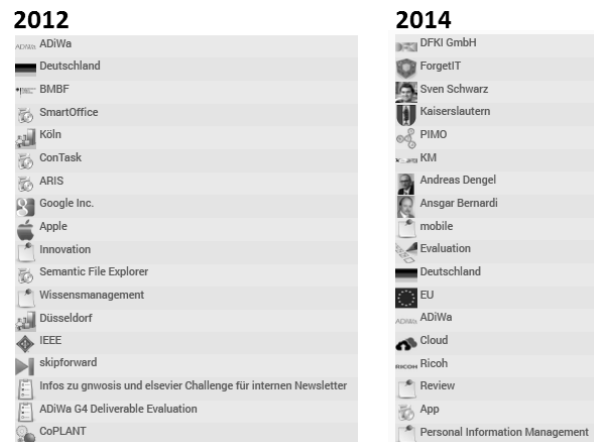 2012
ADiWa
Deutschland
BMBF
SmartOffice
Köln
ConTask
ARIS
Google Inc.
Apple
Innovation
Semantic File Explorer
Wissensmanagement
Düsseldorf
IEEE
skipforward
Infos zu gnwosis und elsevier Challenge für internen Newsletter
ADiWa G4 Deliverable Evaluation
CoPLANT
2014
DFKI GmbH
ForgetIT
Sven Schwarz
Kaiserslautern
PIMO
KM
Andreas Dengel
Ansgar Bernardi
mobile
Evaluation
Deutschland
EU
ADiWa
Cloud
RICOH Ricoh
Review
App
Personal Information Management